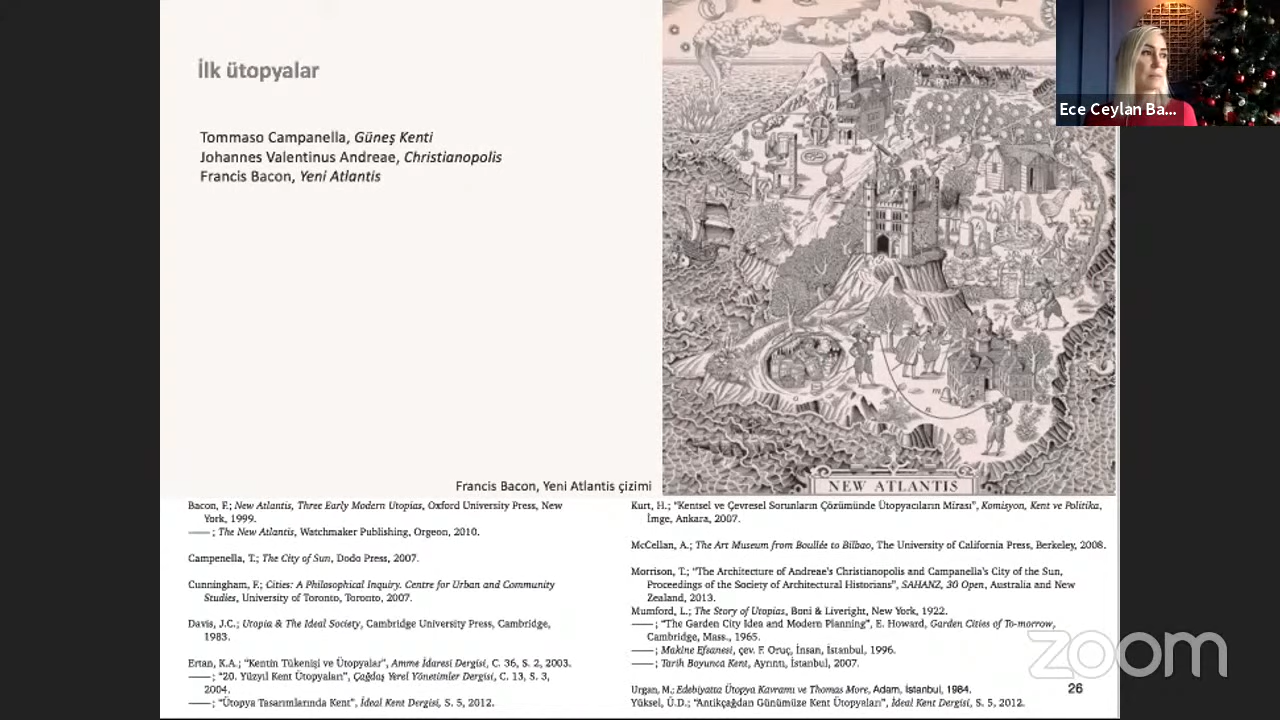 İlk ütopyalar
Tommaso Campanella, Güneş Kenti
Johannes Valentinus Andreae, Christianopolis
Francis Bacon, Yeni Atlantis
Ece Ceylan Ba...
NEW ATLANTIS
Francis Bacon, Yeni Atlantis çizimi
Bacon, F.; New Atlantis, Three Early Modern Utopias, Oxford University Press, New
York, 1999.
—— ; The New Atlantis, Watchmaker Publishing, Orgeon, 2010.
Campenella, T.; The City of Sun, Dodo Press, 2007.
Cunningham, F.; Cities: A Philosophical Inquiry. Centre for Urban and Community
Studies, University of Toronto, Toronto, 2007.
Davis, J.C.; Utopia & The Ideal Society, Cambridge University Press, Cambridge,
1983.
Ertan, K.A.; "Kentin Tükenişi ve Ütopyalar", Amme İdaresi Dergisi, C. 36, S. 2, 2003.
—— ; "20. Yüzyıl Kent Ütopyaları", Çağdaş Yerel Yönetimler Dergisi, C. 13, S. 3,
2004.
—— ; "Ütopya Tasarımlarında Kent", İdeal Kent Dergisi, S. 5, 2012.
Kurt, H.; "Kentsel ve Çevresel Sorunların Çözümünde Ütopyacıların Mirası", Komisyon, Kent ve Politika,
İmge, Ankara, 2007.
McCellan, A.; The Art Museum from Boullée to Bilbao, The University of California Press, Berkeley, 2008.
Morrison, T.; "The Architecture of Andreae's Christianopolis and Campanella's City of the Sun,
Proceedings of the Society of Architectural Historians", SAHANZ, 30 Open, Australia and New
Zealand, 2013.
Mumford, L.; The Story of Utopias, Boni & Liveright, New York, 1922.
—— ; "The Garden City Idea and Modern Planning", E. Howard, Garden Cities of To-morrow,
Cambridge, Mass., 1965.
—— ; Makine Efsanesi, çev. F. Oruç, İnsan, İstanbul, 1996.
—— ; Tarih Boyunca Kent, Ayrıntı, İstanbul, 2007.
Urgan, M.; Edebiyatta Ütopya Kavramı ve Thomas More, Adam, İstanbul, 1984.
Yüksel, Ü.D.; "Antikçağdan Günümüze Kent Ütopyaları", İdeal Kent Dergisi, S. 5, 2012.
zoom
26